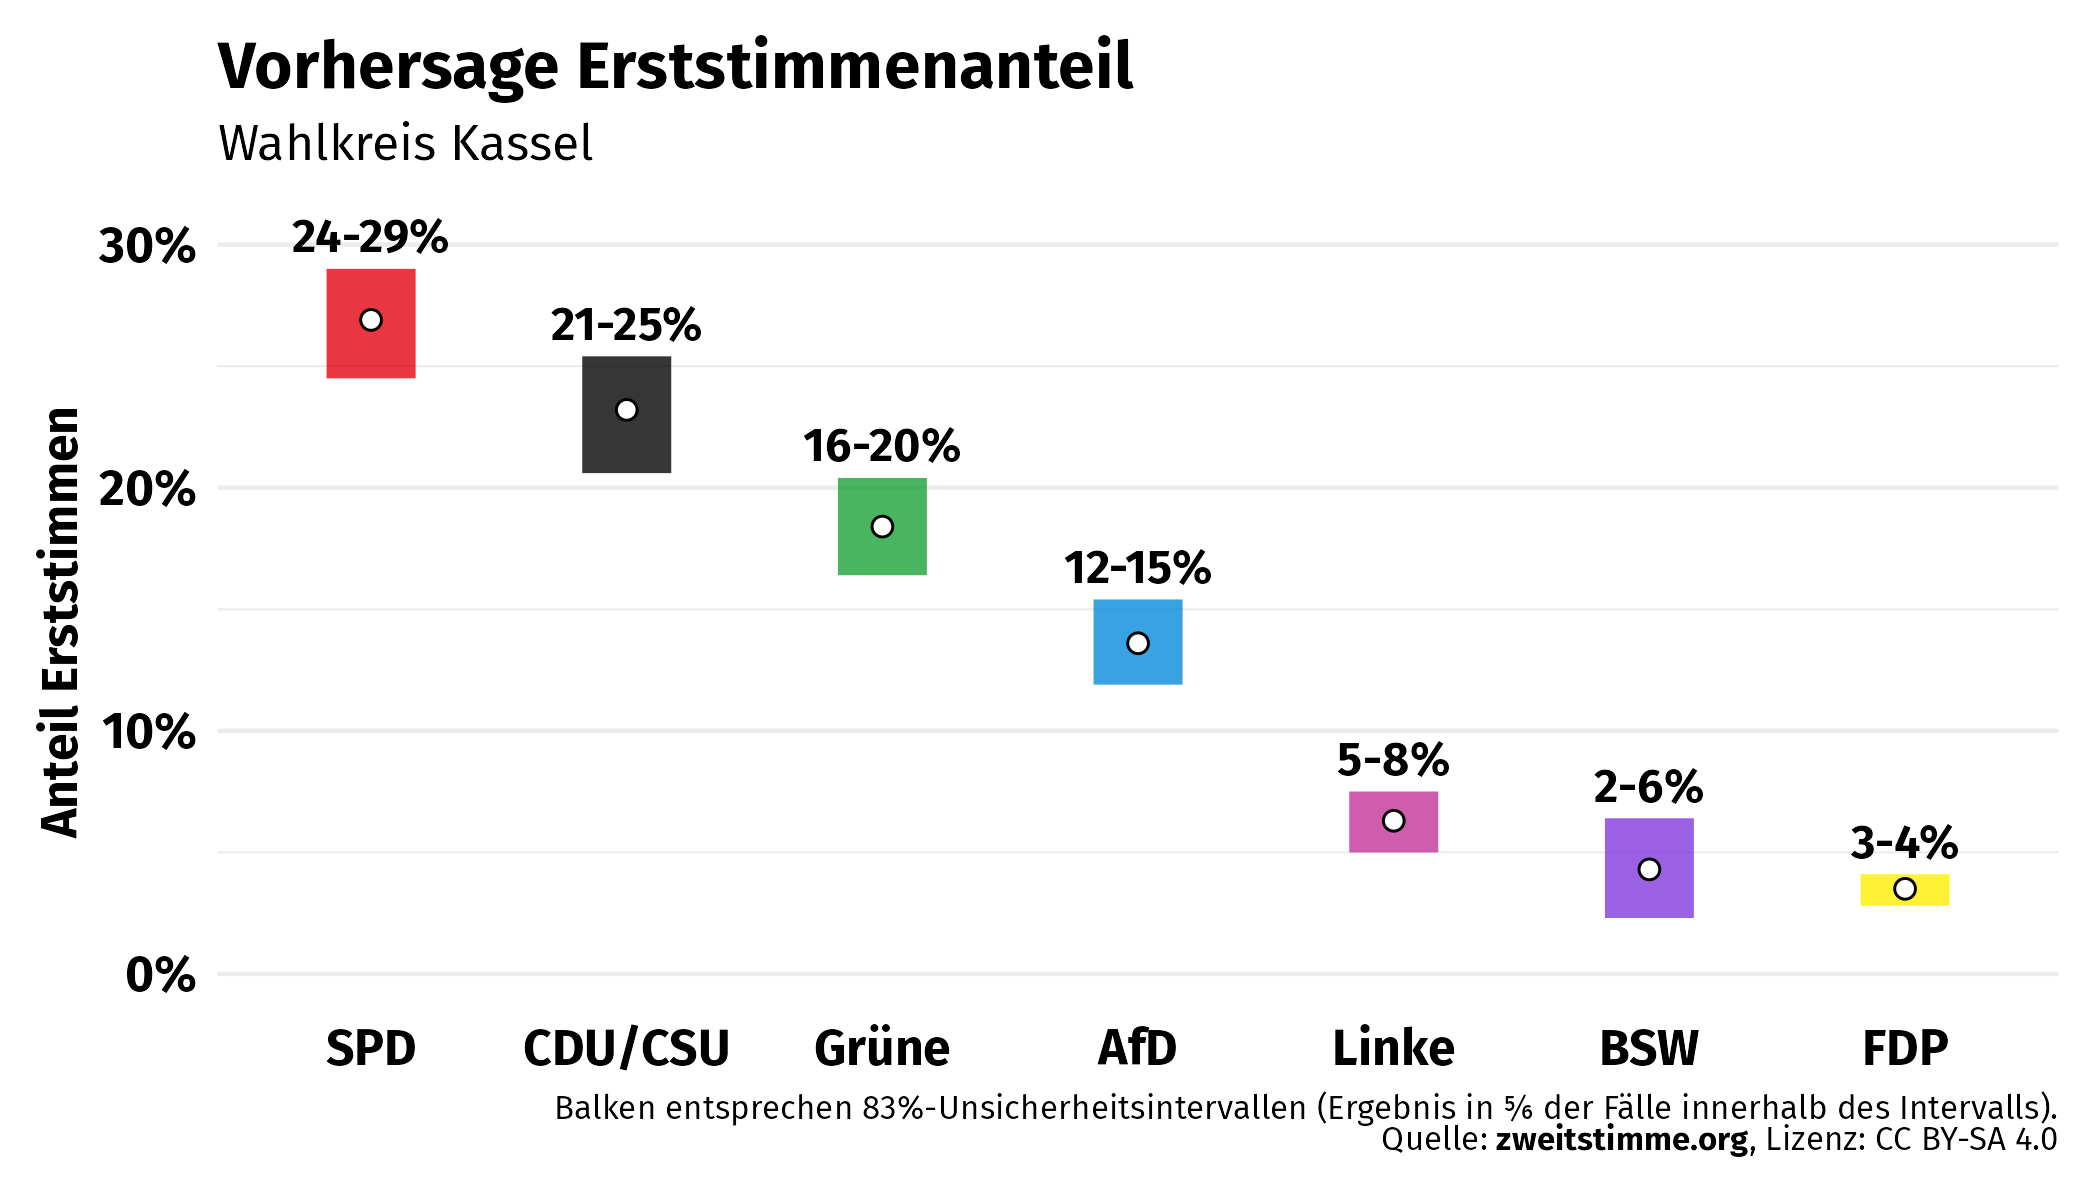 Vorhersage Erststimmenanteil
Wahlkreis Kassel
Anteil Erststimmen
30%
20%
10%
0%
24-29%
21-25%
16-20%
12-15%
5-8%
2-6%
3-4%
SPD CDU/CSU Grüne AfD Linke BSW FDP
Balken entsprechen 83%-Unsicherheitsintervallen (Ergebnis in ⅚ der Fälle innerhalb des Intervalls).
Quelle: zweitstimme.org, Lizenz: CC BY-SA 4.0